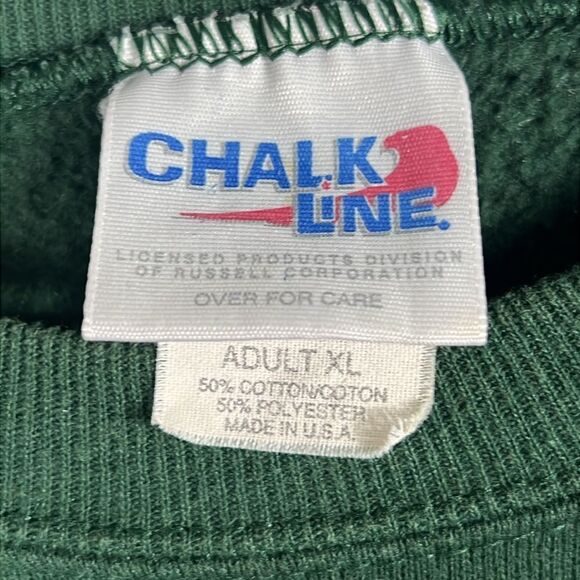 CHALK
LINE.
LICENSED PRODUCTS DIVISION
OF RUSSELL CORPORATION
OVER FOR CARE
ADULT XL
50% COTTON/COTON
50% POLYESTER
MADE IN U.S.A.